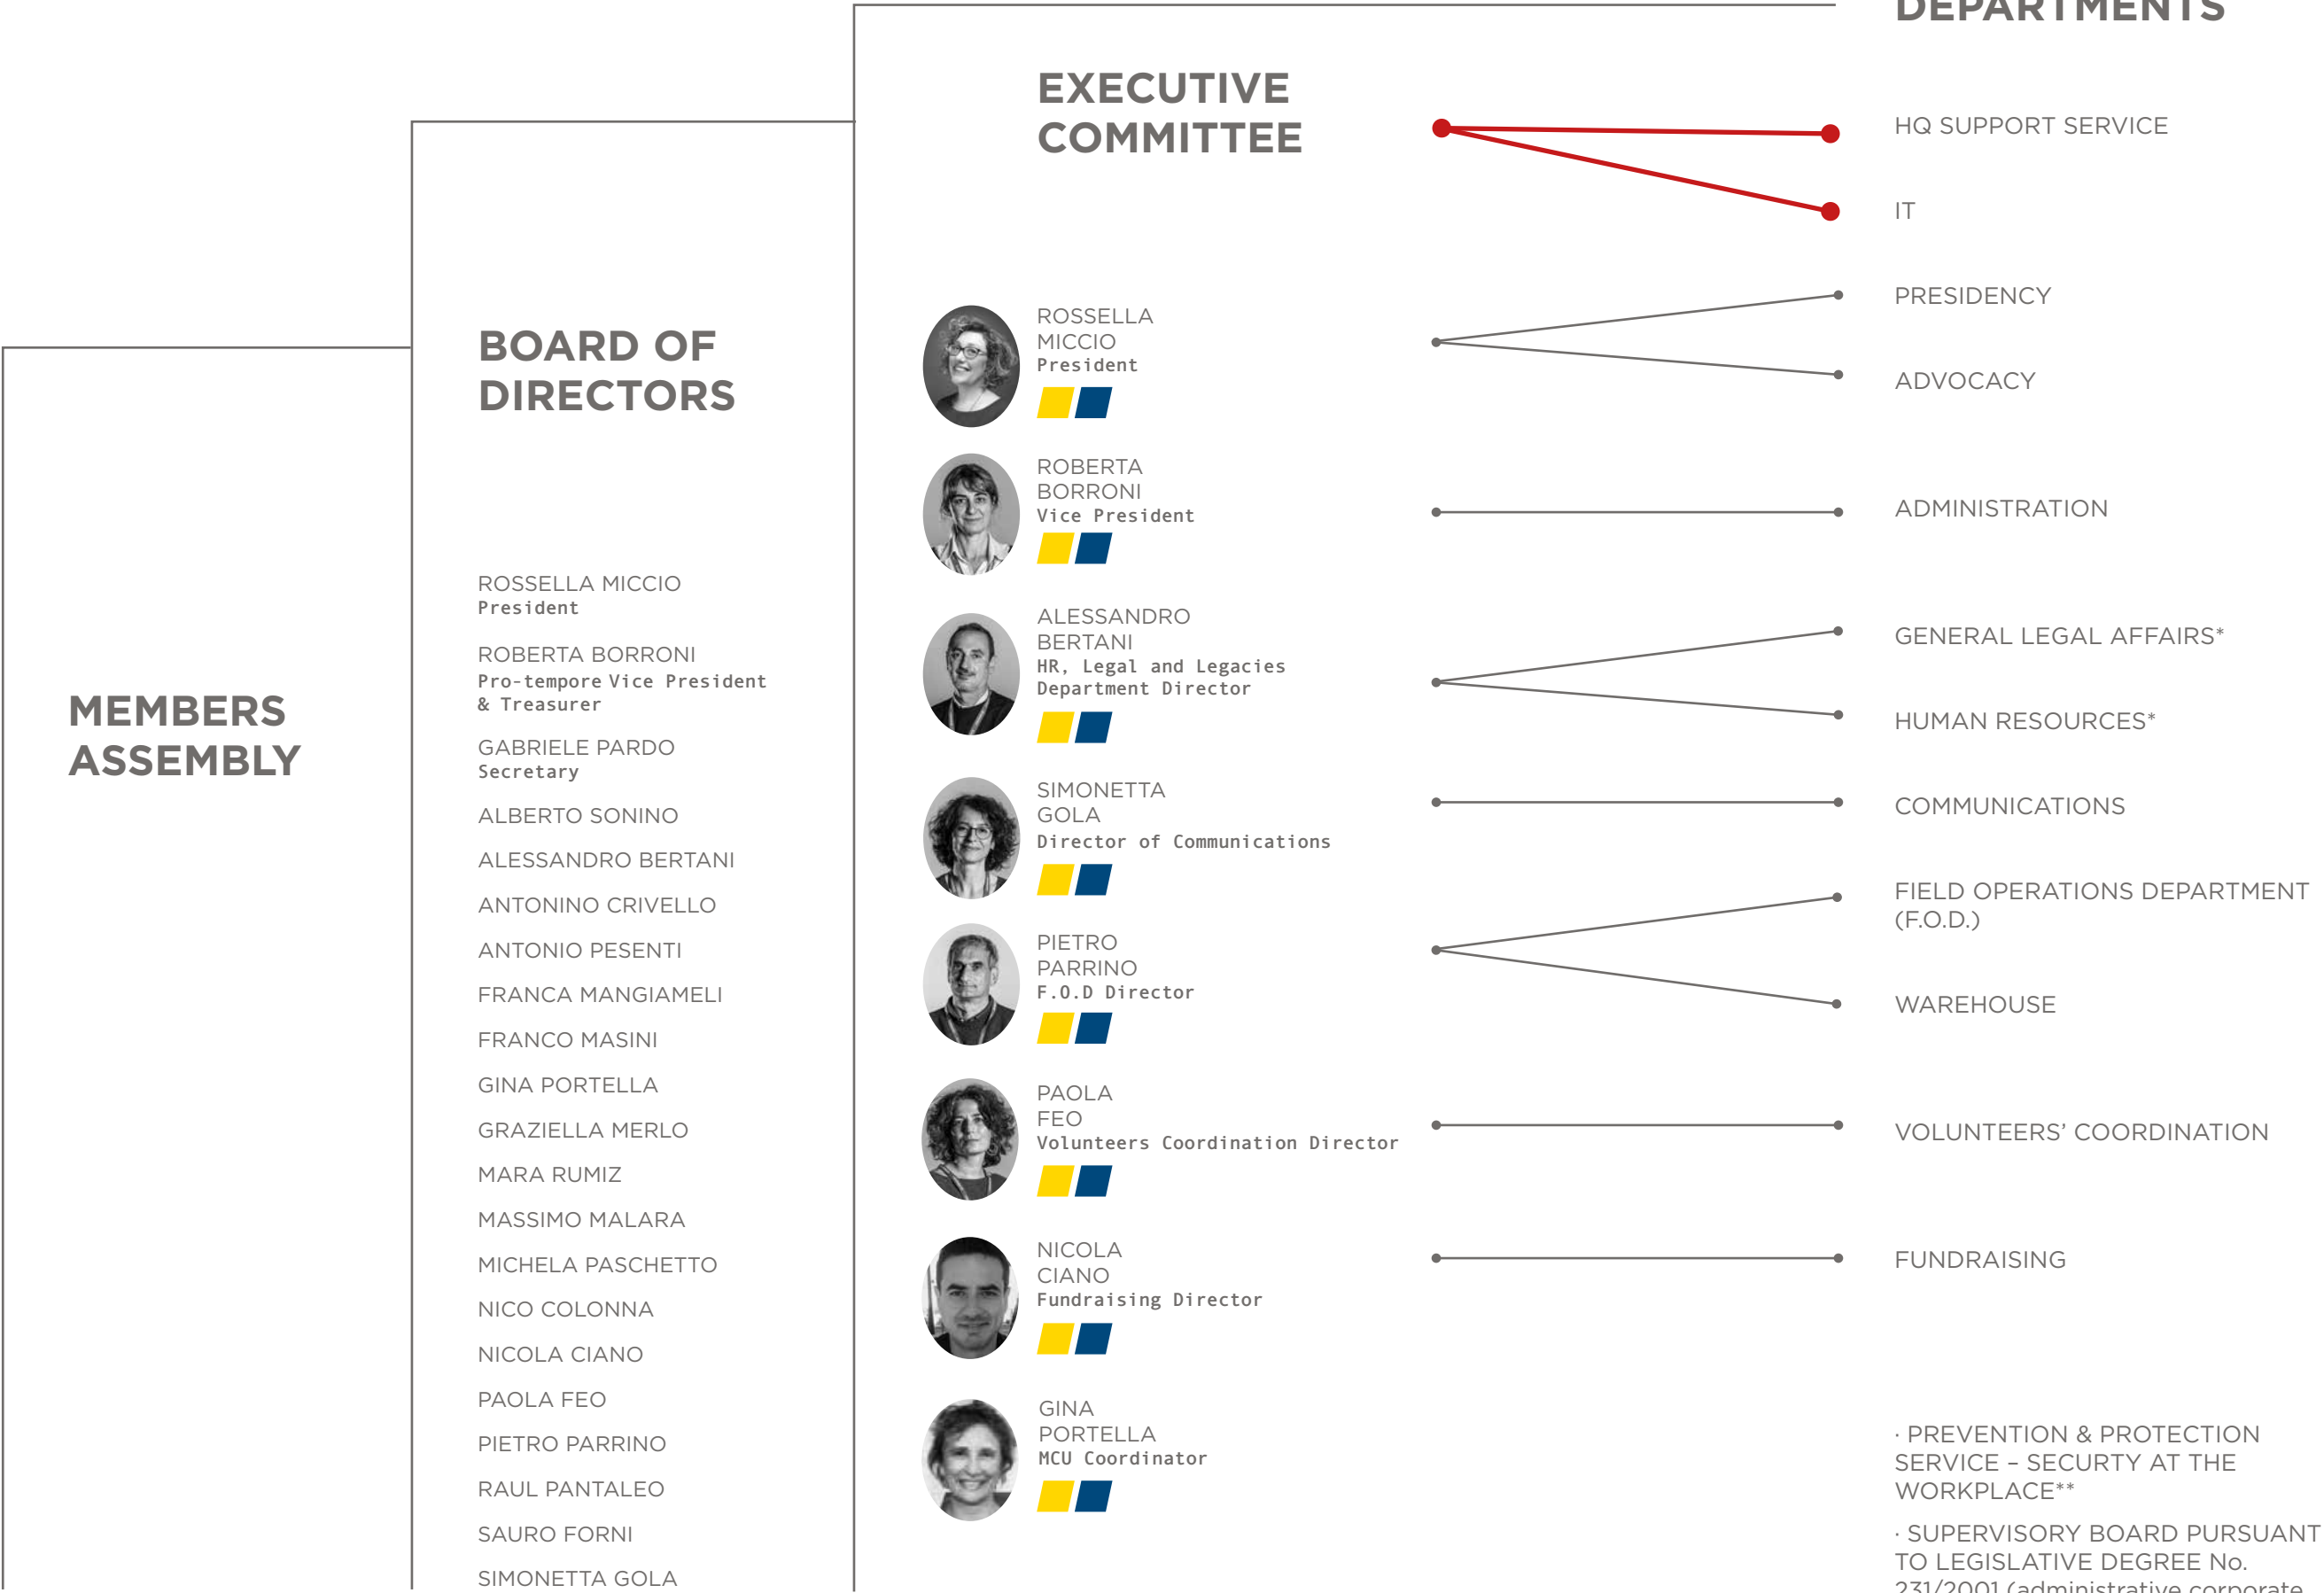 MEMBERS
ASSEMBLY
BOARD OF
DIRECTORS
ROSSELLA MICCIO
President
ROBERTA BORRONI
Pro-tempore Vice President
& Treasurer
GABRIELE PARDO
Secretary
ALBERTO SONINO
ALESSANDRO BERTANI
ANTONINO CRIVELLO
ANTONIO PESENTI
FRANCA MANGIAMELI
FRANCO MASINI
GINA PORTELLA
GRAZIELLA MERLO
MARA RUMIZ
MASSIMO MALARA
MICHELA PASCHETTO
NICO COLONNA
NICOLA CIANO
PAOLA FEO
PIETRO PARRINO
RAUL PANTALEO
SAURO FORNI
SIMONETTA GOLA
EXECUTIVE
COMMITTEE
ROSSELLA
MICCIO
President
ROBERTA
BORRONI
Vice President
ALESSANDRO
BERTANI
HR, Legal and Legacies
Department Director
SIMONETTA
GOLA
Director of Communications
PIETRO
PARRINO
F.O.D Director
PAOLA
FEO
Volunteers Coordination Director
NICOLA
CIANO
Fundraising Director
GINA
PORTELLA
MCU Coordinator
DEPARTMENTS
HQ SUPPORT SERVICE
IT
PRESIDENCY
ADVOCACY
ADMINISTRATION
GENERAL LEGAL AFFAIRS*
HUMAN RESOURCES*
COMMUNICATIONS
FIELD OPERATIONS DEPARTMENT
(F.O.D.)
WAREHOUSE
VOLUNTEERS’ COORDINATION
FUNDRAISING
· PREVENTION & PROTECTION
SERVICE – SECURTY AT THE
WORKPLACE**
· SUPERVISORY BOARD PURSUANT
TO LEGISLATIVE DEGREE No.
231/2001 (administrative corporate